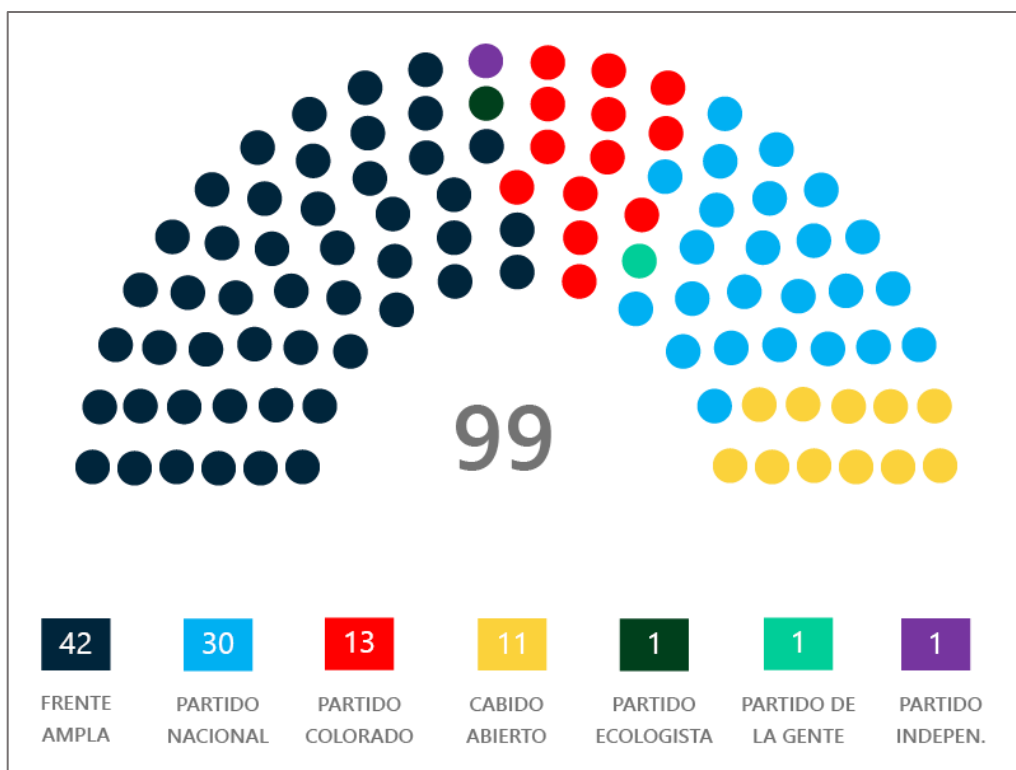 99
42 30 13 11 1 1 1
FRENTE PARTIDO PARTIDO CABIDO PARTIDO PARTIDO DE PARTIDO
AMPLA NACIONAL COLORADO ABIERTO ECOLOGISTA LA GENTE INDEPEN.